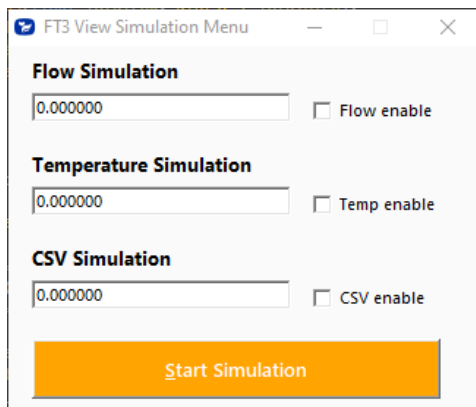 FT3 View Simulation Menu
Flow Simulation
0.000000
Flow enable
Temperature Simulation
0.000000
Temp enable
CSV Simulation
0.000000
CSV enable
Start Simulation